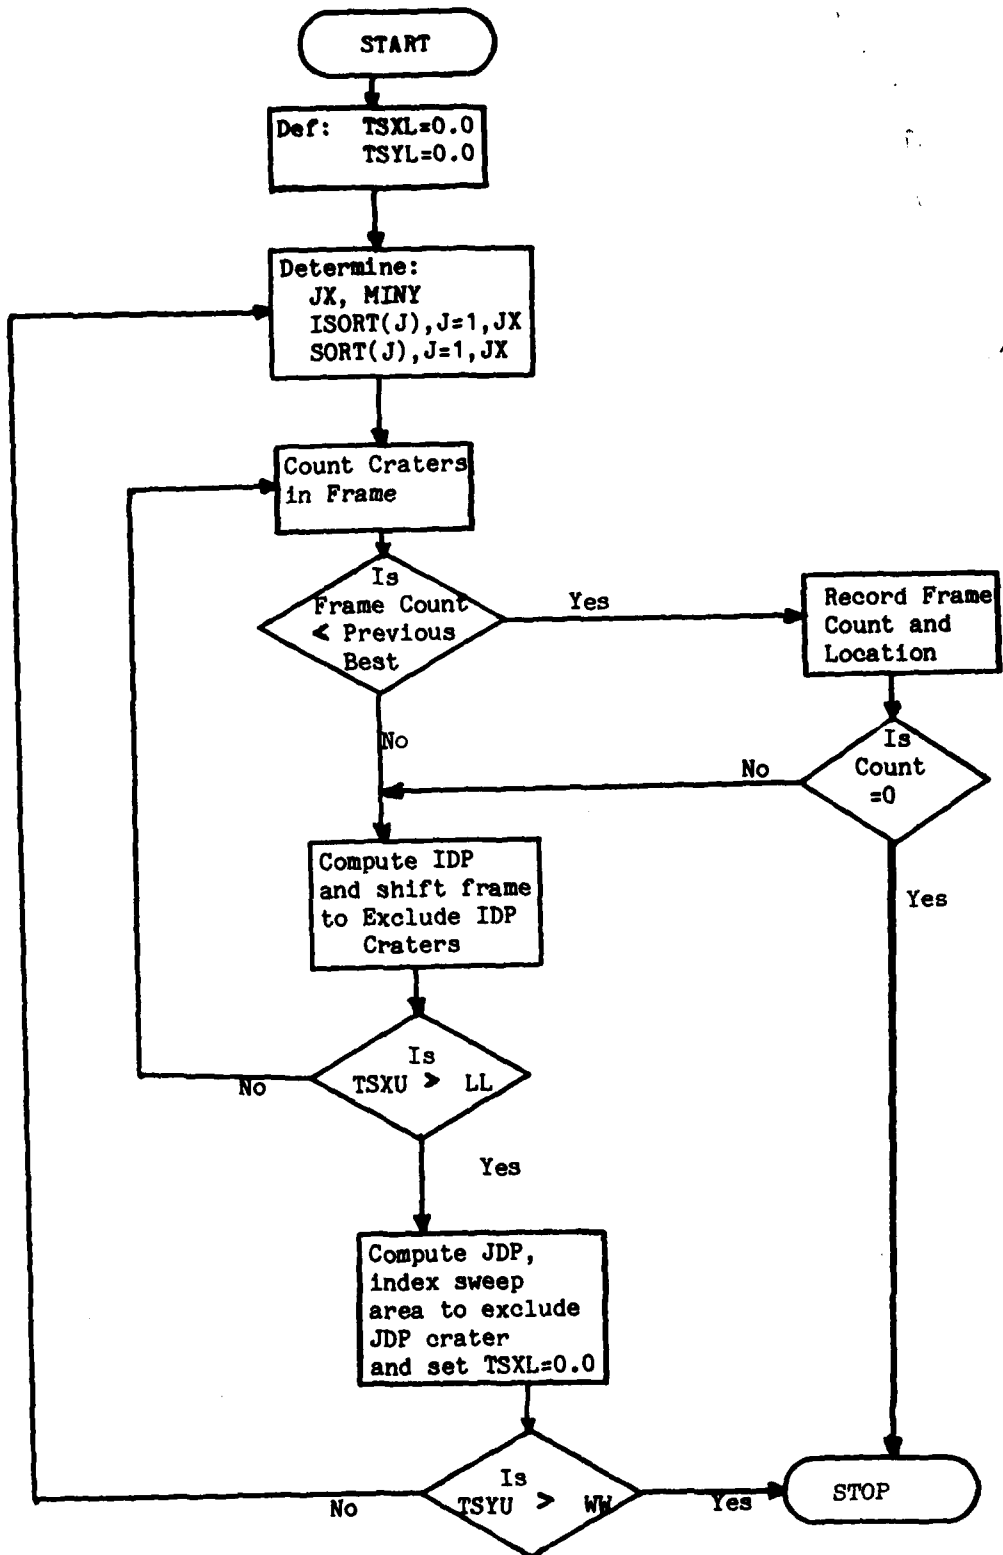 START
Def: TSXL=0.0
TSYL=0.0
Determine:
JX, MINY
ISORT(J),J=1,JX
SORT(J),J=1,JX
Count Craters
in Frame
Is
Frame Count
< Previous
Best
Yes
Record Frame
Count and
Location
No
Is
Count
=0
No
Yes
Compute IDP
and shift frame
to Exclude IDP
Craters
Is
TSXU > LL
No
Yes
Compute JDP,
index sweep
area to exclude
JDP crater
and set TSXL=0.0
Is
TSYU > WW
No
Yes
STOP